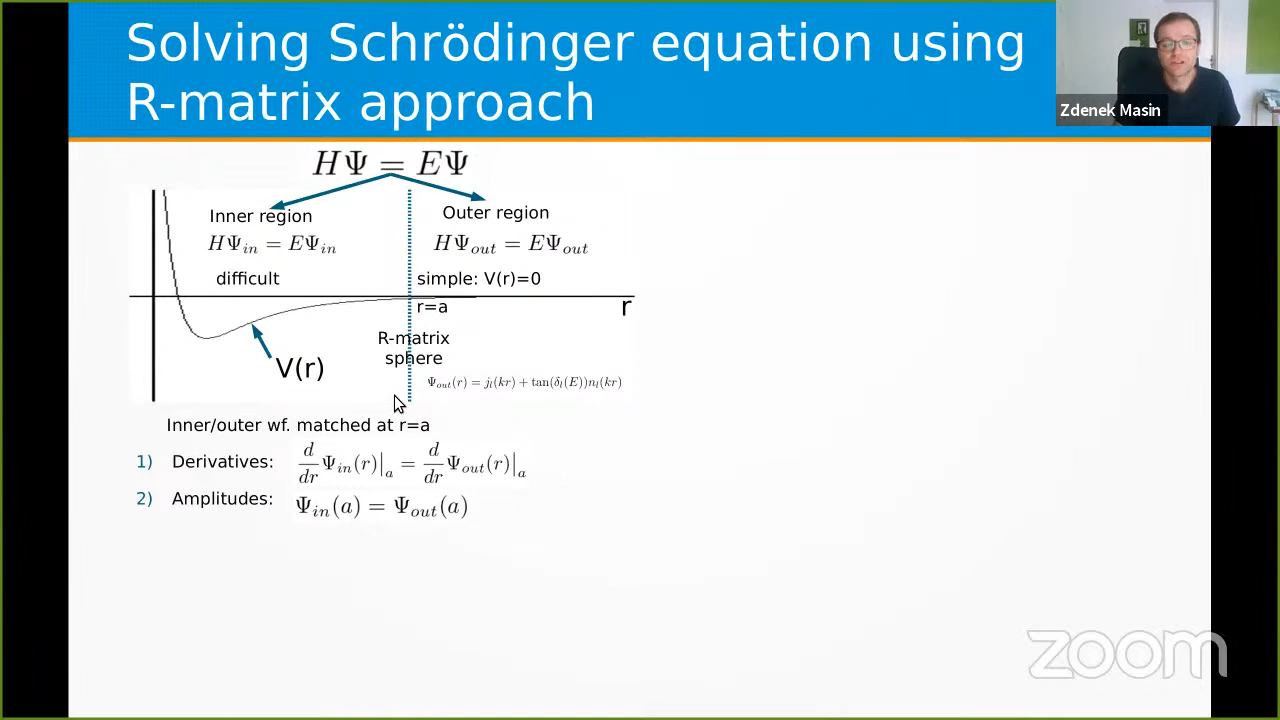 Solving Schrödinger equation using
R-matrix approach
Zdenek Masin
HΨ = EΨ
Inner region
Outer region
HΨ_in = EΨ_in
HΨ_out = EΨ_out
difficult
simple: V(r)=0
r=a
r
R-matrix
sphere
V(r)
Ψ_out(r) = j_l(kr) + tan(δ_l(E))n_l(kr)
Inner/outer wf. matched at r=a
1) Derivatives: d/dr Ψ_in(r)|_a = d/dr Ψ_out(r)|_a
2) Amplitudes: Ψ_in(a) = Ψ_out(a)
zoom